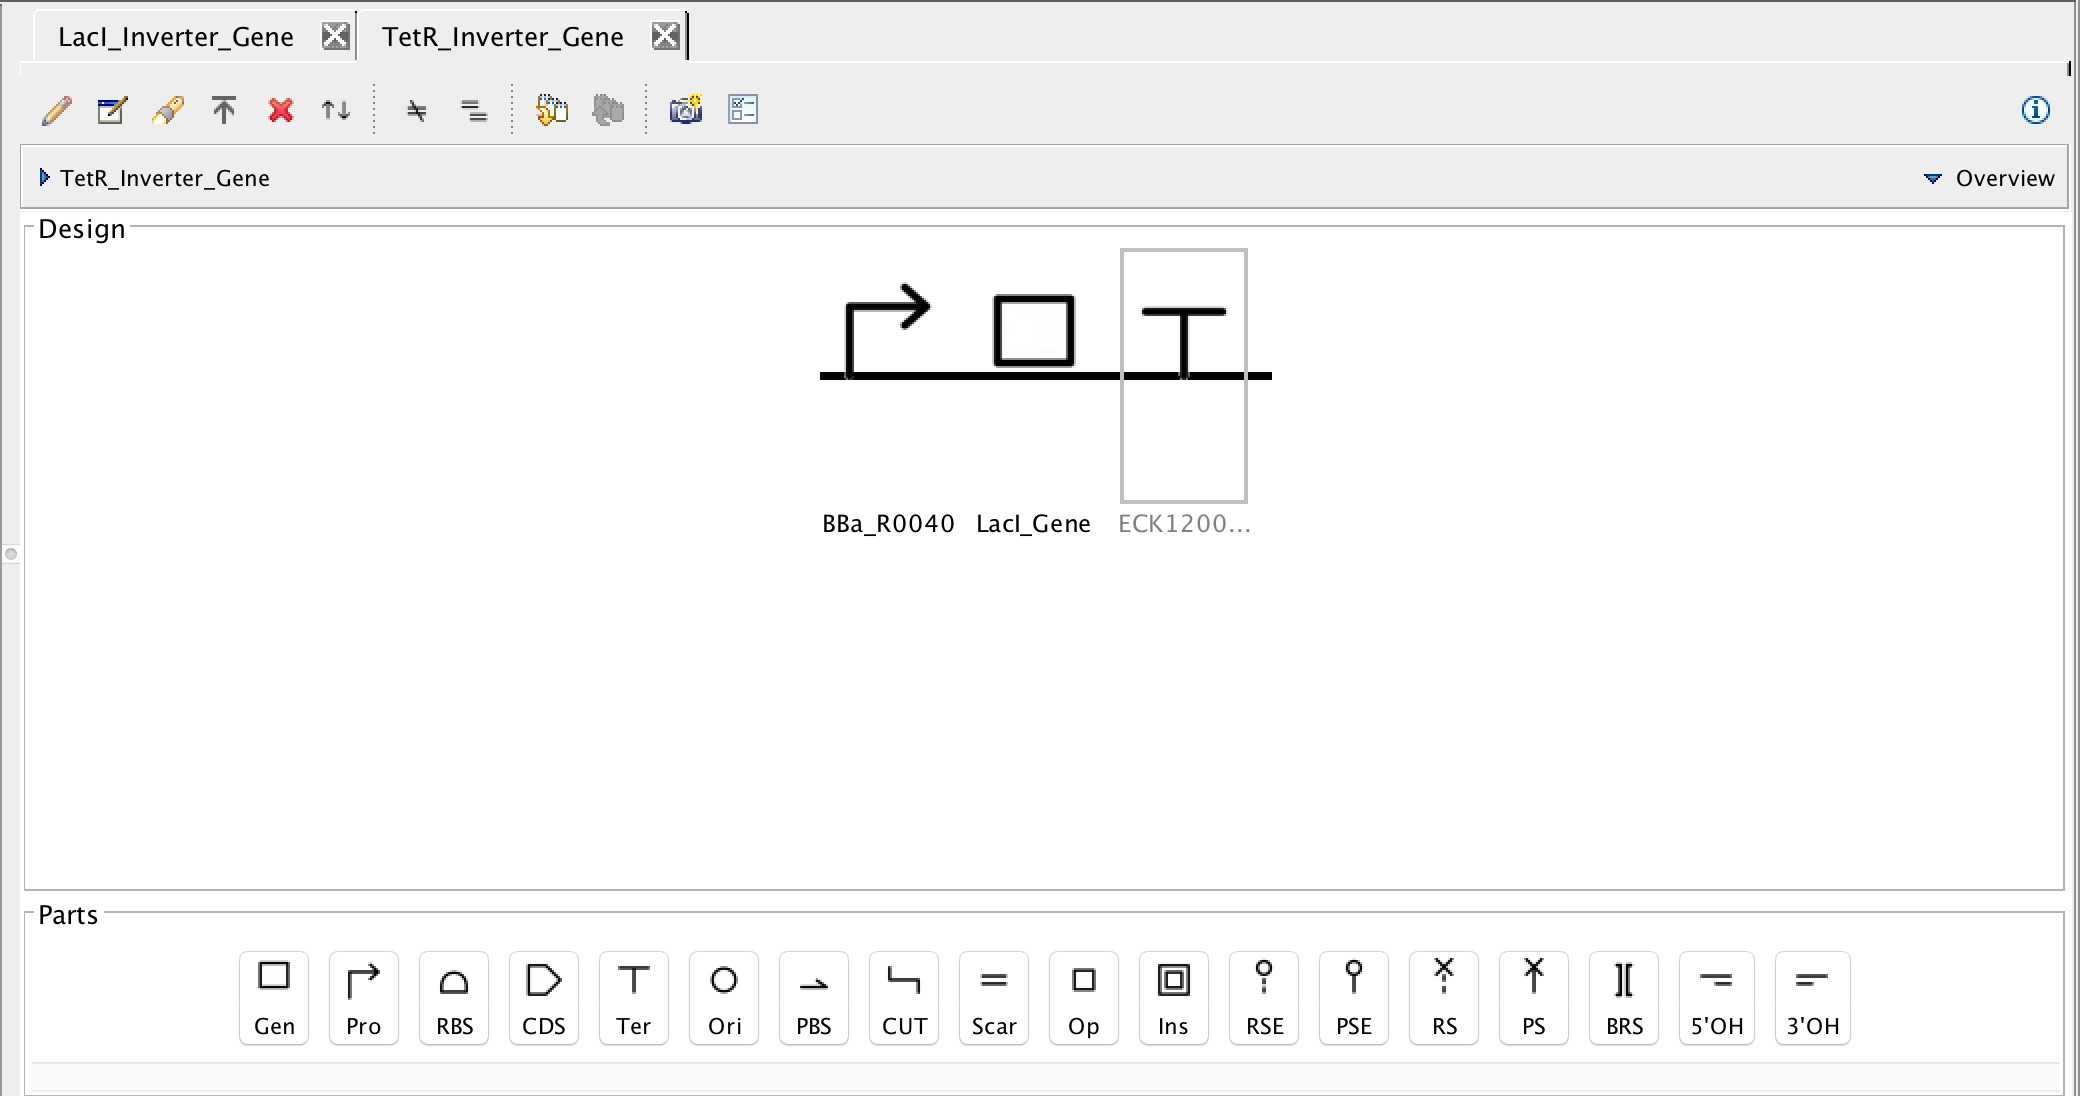 LacI_Inverter_Gene TetR_Inverter_Gene
TetR_Inverter_Gene Overview
Design
BBa_R0040 LacI_Gene ECK1200...
Parts
Gen Pro RBS CDS Ter Ori PBS CUT Scar Op Ins RSE PSE RS PS BRS 5'OH 3'OH